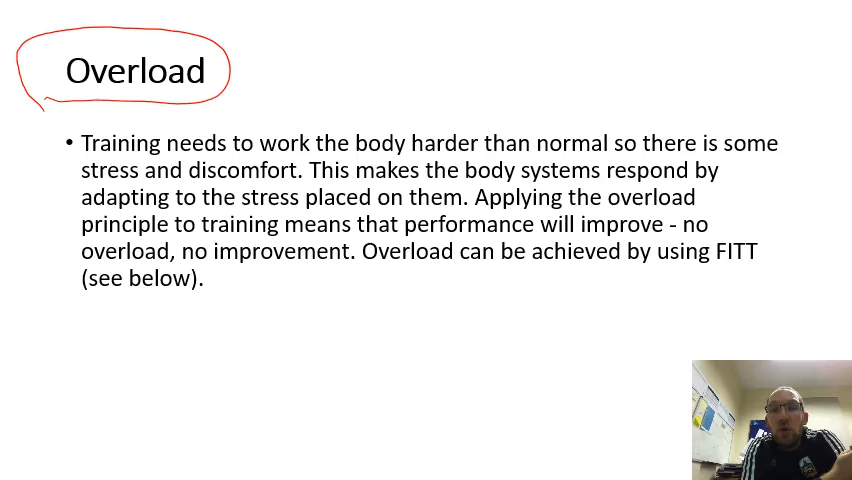 Overload
• Training needs to work the body harder than normal so there is some
stress and discomfort. This makes the body systems respond by
adapting to the stress placed on them. Applying the overload
principle to training means that performance will improve - no
overload, no improvement. Overload can be achieved by using FITT
(see below).